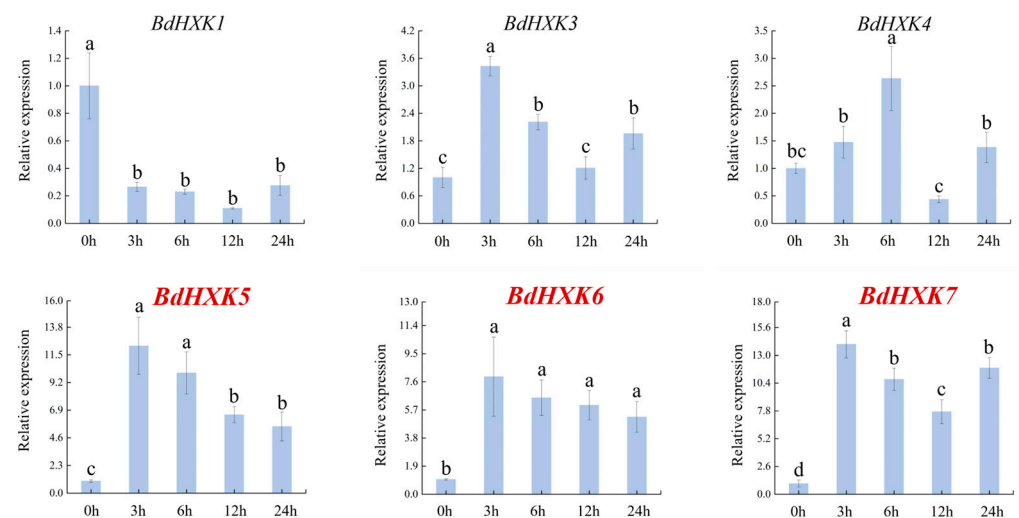 BdHXK1
Relative expression
1.4
1.2
1.0
0.8
0.6
0.4
0.2
0.0
a
b
b
b
b
0h 3h 6h 12h 24h
BdHXK3
Relative expression
4.2
3.6
3.0
2.4
1.8
1.2
0.6
0.0
c
a
b
c
b
0h 3h 6h 12h 24h
BdHXK4
Relative expression
3.5
3.0
2.5
2.0
1.5
1.0
0.5
0.0
bc
b
a
c
b
0h 3h 6h 12h 24h
BdHXK5
Relative expression
16.0
13.8
11.5
9.2
6.9
4.6
2.3
0.0
c
a
a
b
b
0h 3h 6h 12h 24h
BdHXK6
Relative expression
13.0
11.4
9.5
7.6
5.7
3.8
1.9
0.0
b
a
a
a
a
0h 3h 6h 12h 24h
BdHXK7
Relative expression
18.0
15.6
13.0
10.4
7.8
5.2
2.6
0.0
d
a
b
c
b
0h 3h 6h 12h 24h